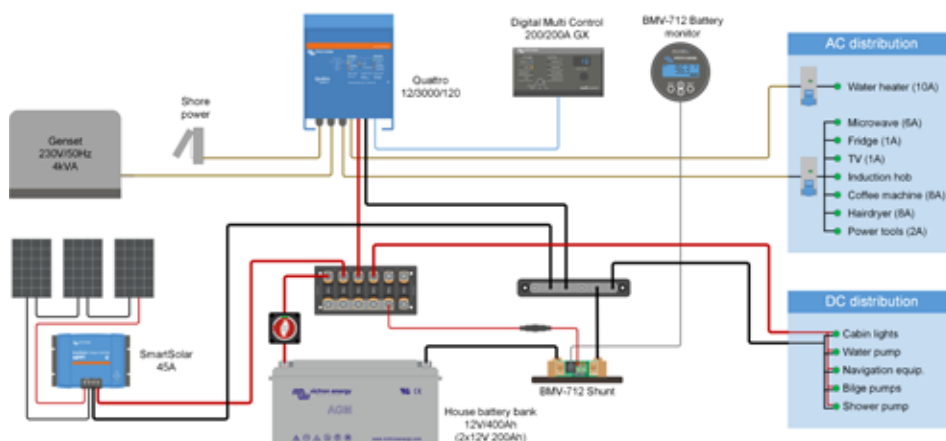 Digital Multi Control
200/200A GX
BMV-712 Battery
monitor
AC distribution
Quattro
12/3000/120
Shore
power
Genset
230V/50Hz
4kVA
Water heater (10A)
Microwave (6A)
Fridge (1A)
TV (1A)
Induction hob
Coffee machine (8A)
Hairdryer (8A)
Power tools (2A)
DC distribution
Cabin lights
Water pump
Navigation equip.
Bilge pumps
Shower pump
SmartSolar
45A
victron energy
AGM
BMV-712 Shunt
House battery bank
12V/400Ah
(2x12V 200Ah)